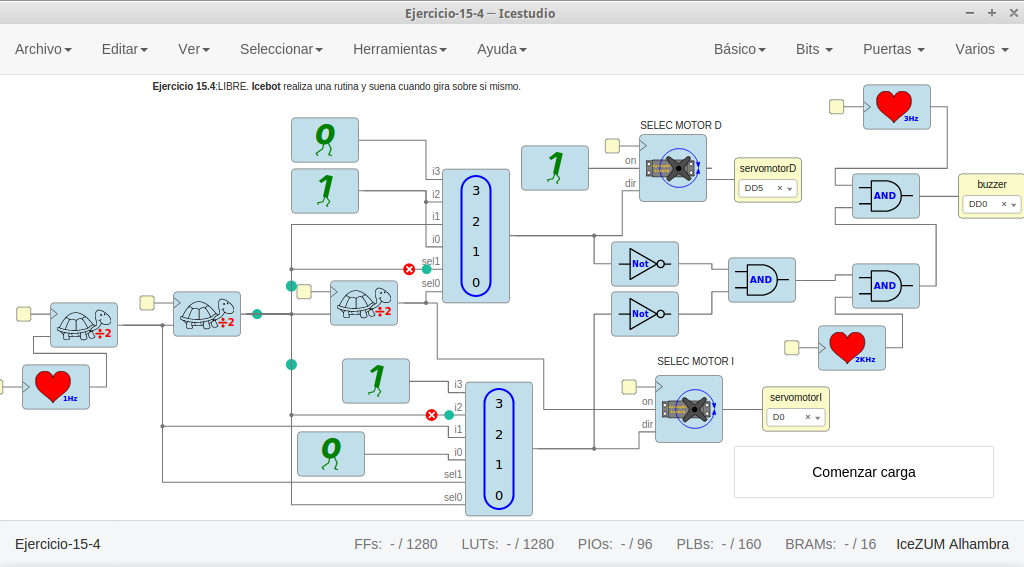 Ejercicio-15-4 — Icestudio
Archivo Editar Ver Seleccionar Herramientas Ayuda Básico Bits Puertas Varios
Ejercicio 15.4:LIBRE. Icebot realiza una rutina y suena cuando gira sobre si mismo.
3Hz
SELEC MOTOR D
0
1
1
on
dir
servomotorD
DD5 ×
AND
buzzer
DD0 ×
i3
i2
i1
i0
sel1
sel0
3
2
1
0
Not
Not
AND
AND
÷2
÷2
÷2
1Hz
2KHz
SELEC MOTOR I
1
0
i3
i2
i1
i0
sel1
sel0
3
2
1
0
on
dir
servomotorI
D0 ×
Comenzar carga
Ejercicio-15-4 FFs: - / 1280 LUTs: - / 1280 PIOs: - / 96 PLBs: - / 160 BRAMs: - / 16 IceZUM Alhambra